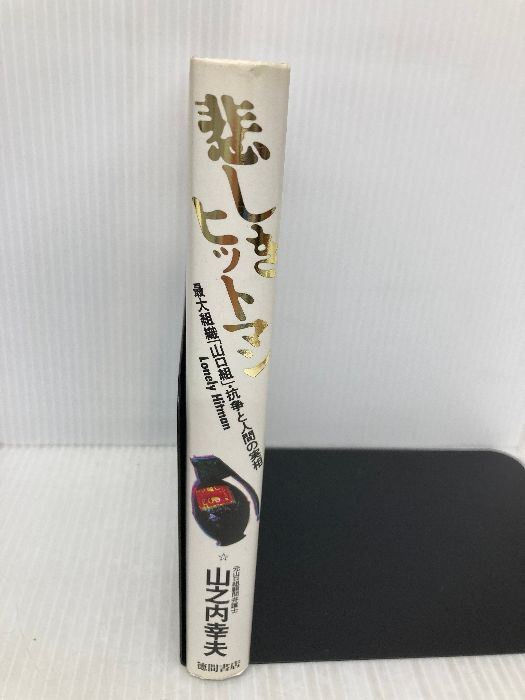 悲しき
ヒットマン
最大組織「山口組」・抗争と人間の実相
Lonely Hitman
☆
元山口組顧問弁護士
山之内幸夫
徳間書店